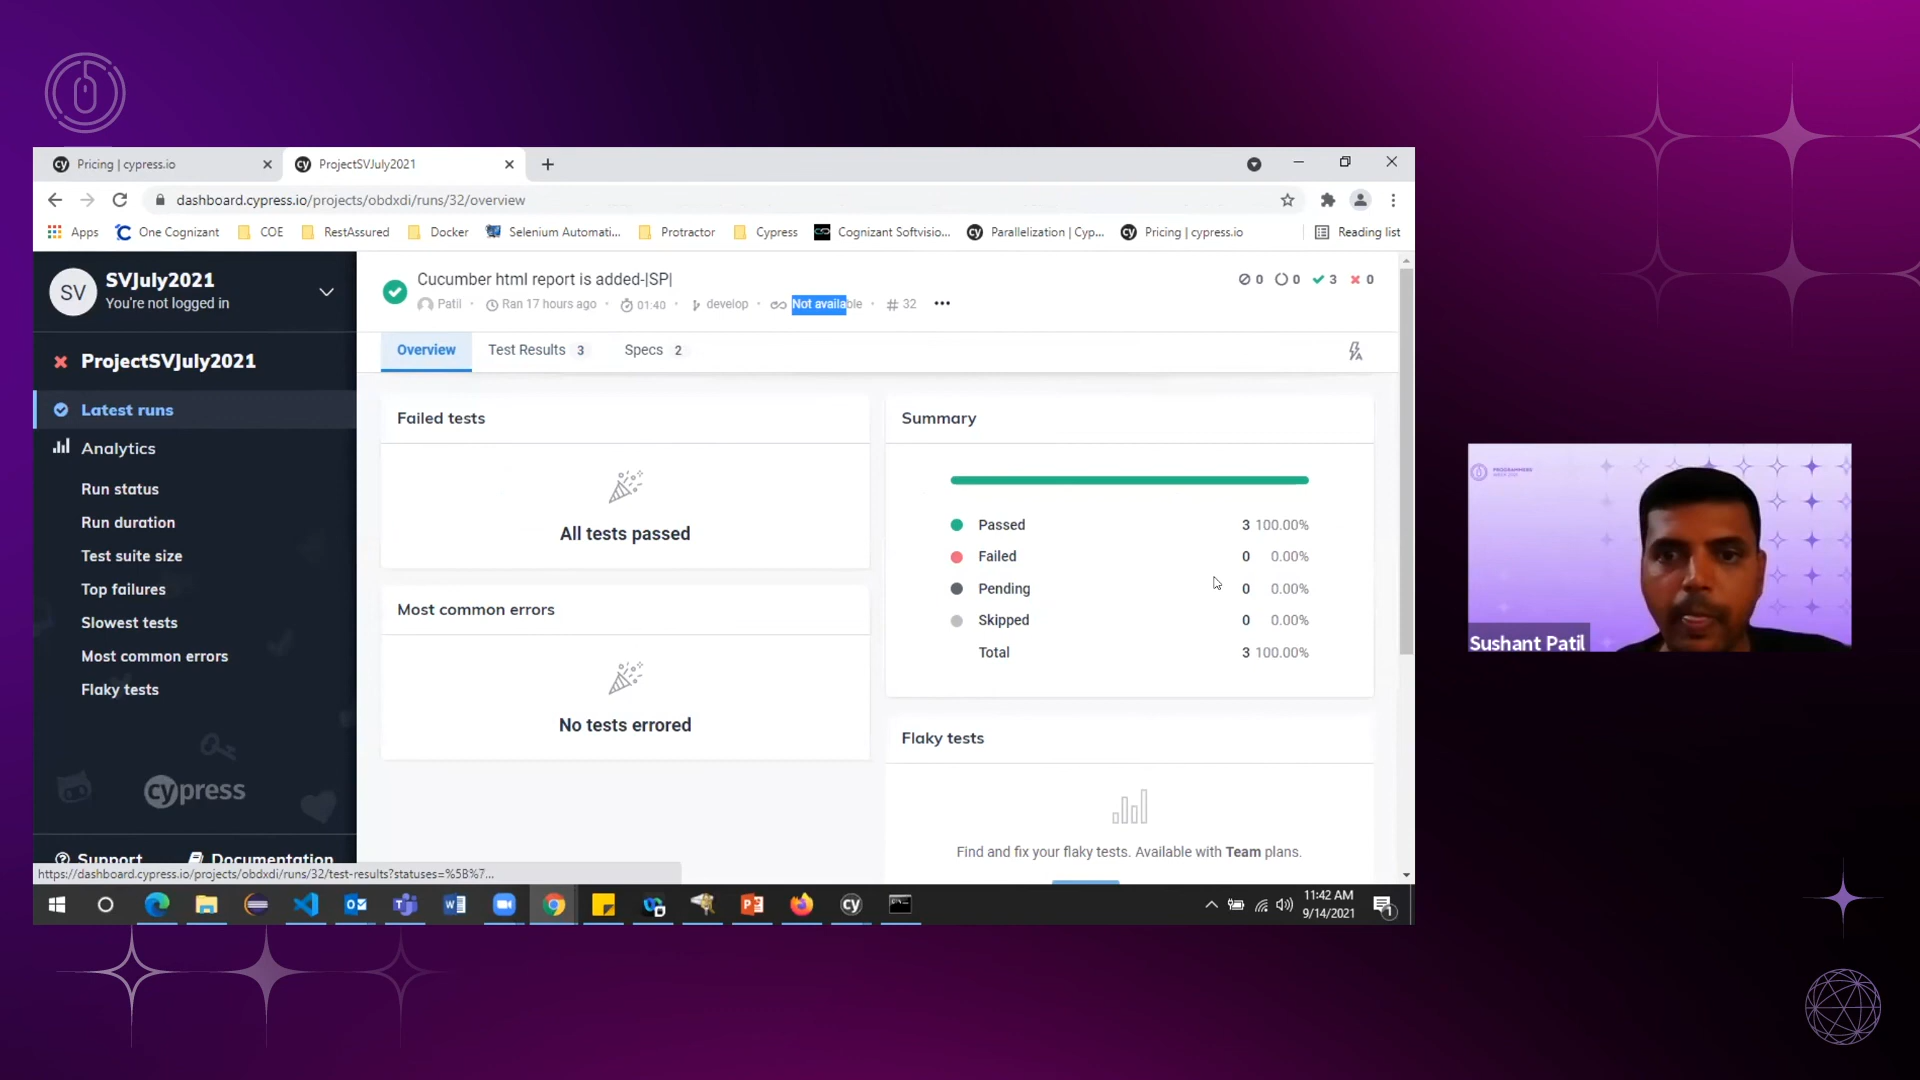 Pricing | cypress.io
ProjectSVJuly2021
dashboard.cypress.io/projects/obdxdi/runs/32/overview
Apps
One Cognizant
COE
RestAssured
Docker
Selenium Automati...
Protractor
Cypress
Cognizant Softvisio...
Parallelization | Cyp...
Pricing | cypress.io
Reading list
SV
SVJuly2021
You're not logged in
ProjectSVJuly2021
Latest runs
Analytics
Run status
Run duration
Test suite size
Top failures
Slowest tests
Most common errors
Flaky tests
cypress
Support
Documentation
Cucumber html report is added-|SP|
Patil
Ran 17 hours ago
01:40
develop
Not available
# 32
0 0 3 0
Overview
Test Results 3
Specs 2
Failed tests
All tests passed
Most common errors
No tests errored
Summary
Passed 3 100.00%
Failed 0 0.00%
Pending 0 0.00%
Skipped 0 0.00%
Total 3 100.00%
Flaky tests
Find and fix your flaky tests. Available with Team plans.
https://dashboard.cypress.io/projects/obdxdi/runs/32/test-results?statuses=%5B%7...
11:42 AM
9/14/2021
1
PROGRAMMERS
Sushant Patil